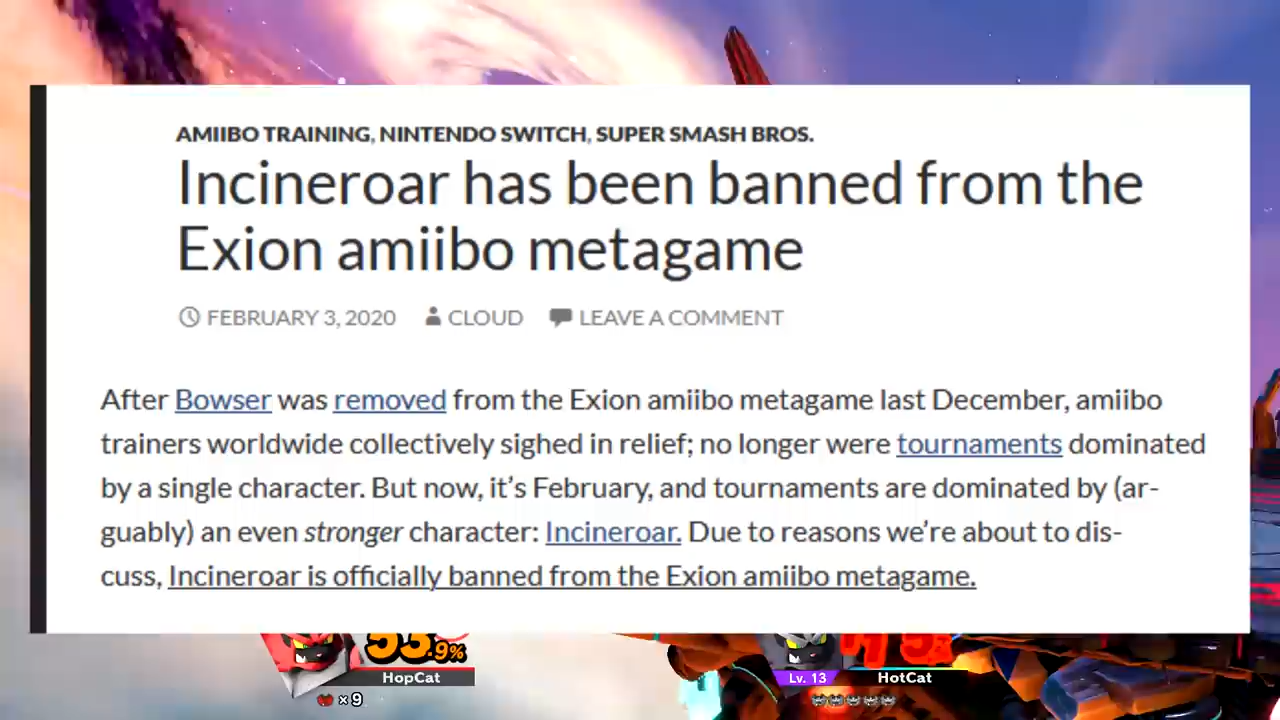 AMIIBO TRAINING, NINTENDO SWITCH, SUPER SMASH BROS.
Incineroar has been banned from the
Exion amiibo metagame
FEBRUARY 3, 2020 CLOUD LEAVE A COMMENT
After Bowser was removed from the Exion amiibo metagame last December, amiibo
trainers worldwide collectively sighed in relief; no longer were tournaments dominated
by a single character. But now, it's February, and tournaments are dominated by (ar-
guably) an even stronger character: Incineroar. Due to reasons we're about to dis-
cuss, Incineroar is officially banned from the Exion amiibo metagame.
53.9%
HopCat
Lv. 13 HotCat
×9